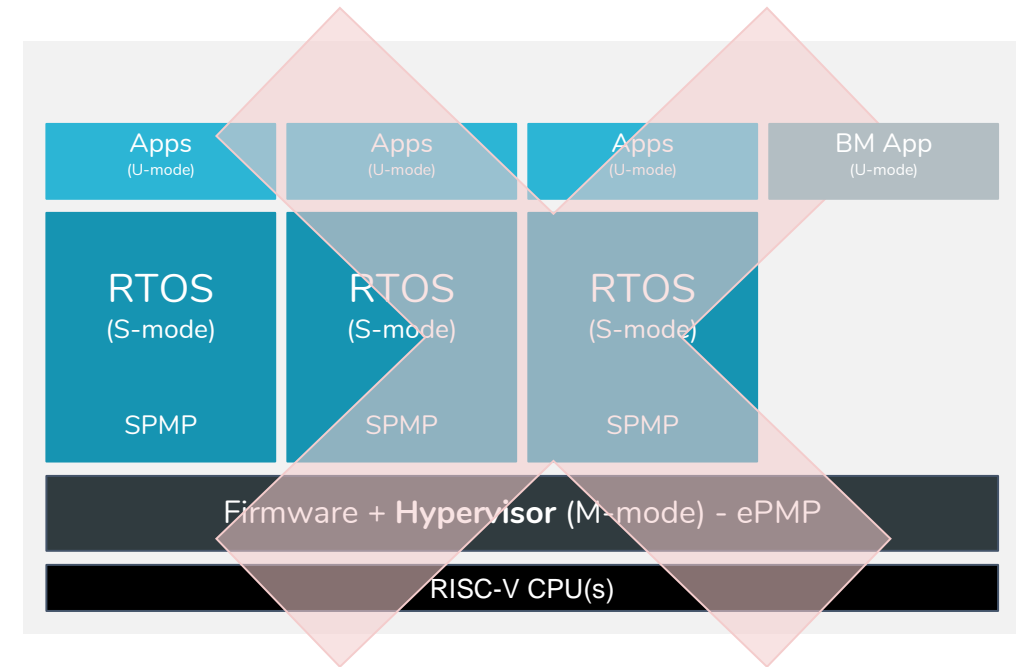 Apps
(U-mode)
Apps
(U-mode)
Apps
(U-mode)
BM App
(U-mode)
RTOS
(S-mode)
SPMP
RTOS
(S-mode)
SPMP
RTOS
(S-mode)
SPMP
Firmware + Hypervisor (M-mode) - ePMP
RISC-V CPU(s)